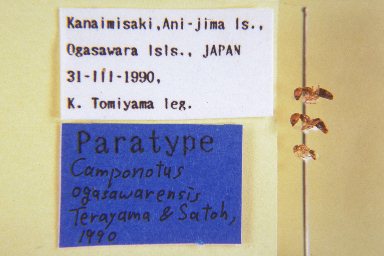 Kanaimisaki,Ani-jima Is.,
Ogasawara Isls., JAPAN
31-III-1990,
K. Tomiyama leg.
Paratype
Camponotus
ogasawarensis
Terayama & Satoh,
1990